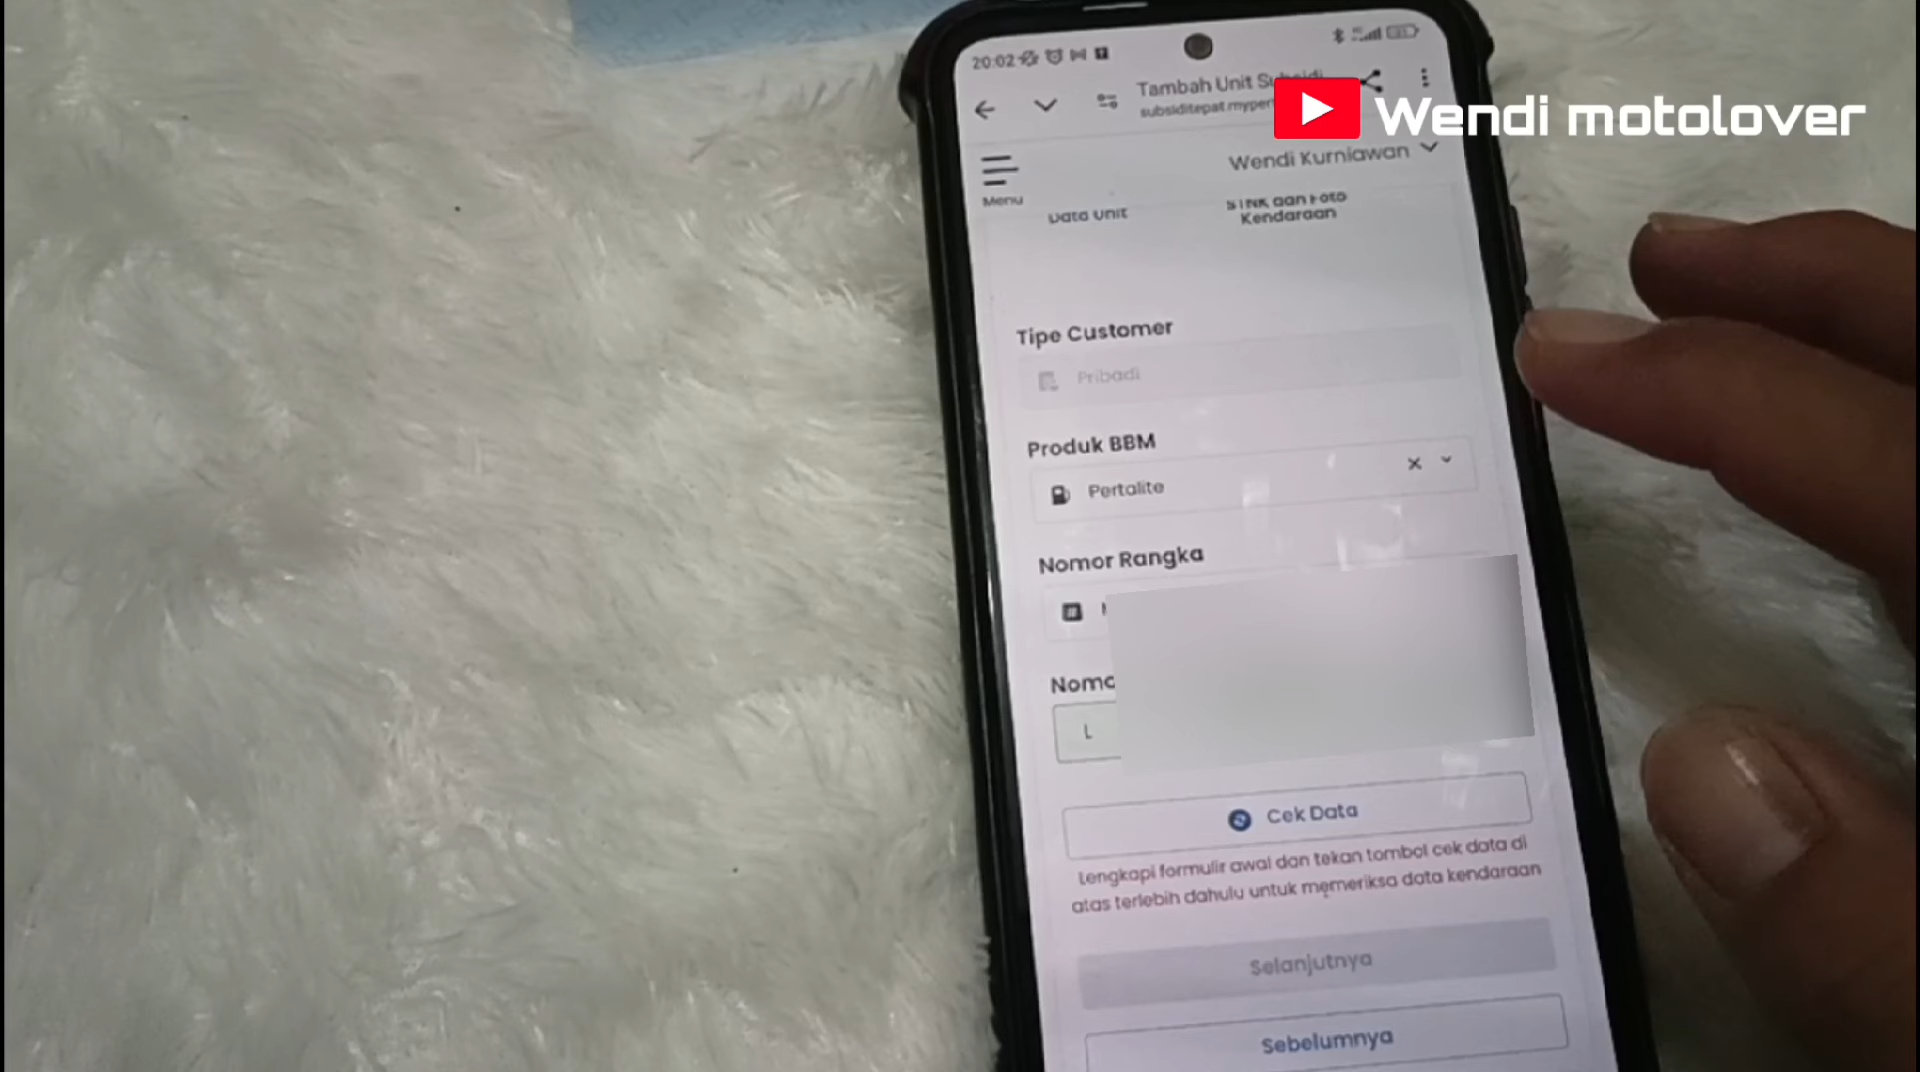 20:02
Tambah Unit
subsiditepat.myper
Wendi motolover
Wendi Kurniawan
Menu
Data Unit
STNK dan Foto
Kendaraan
Tipe Customer
Pribadi
Produk BBM
Pertalite
Nomor Rangka
Nomo
L
Cek Data
Lengkapi formulir awal dan tekan tombol cek data di
atas terlebih dahulu untuk memeriksa data kendaraan
Selanjutnya
Sebelumnya